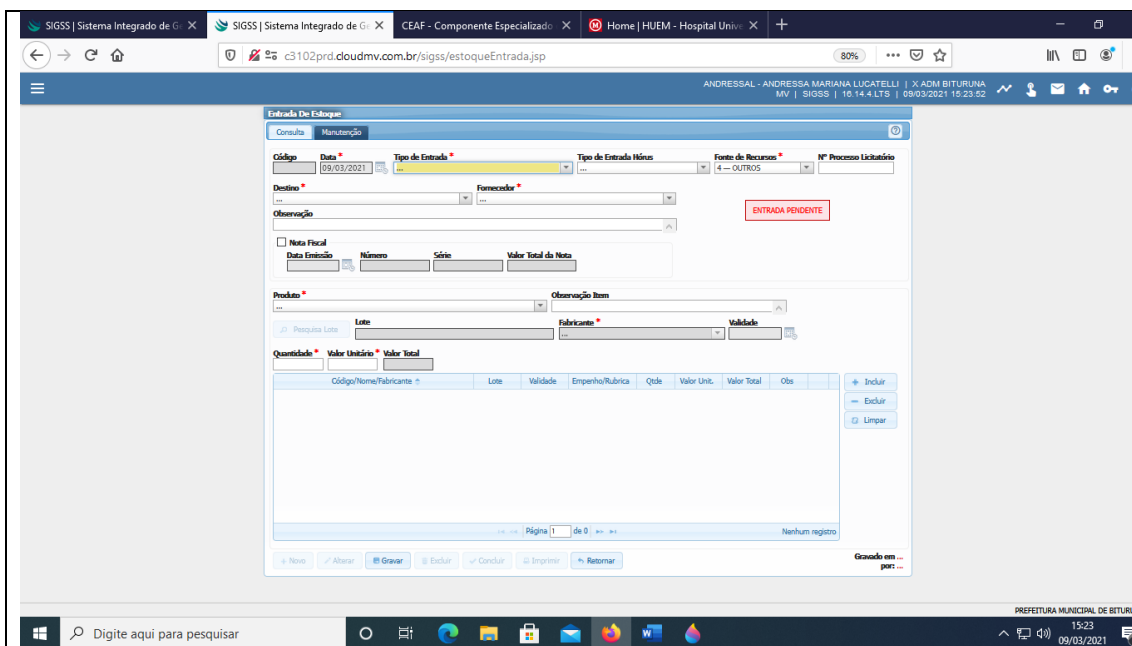 SIGSS | Sistema Integrado de G
SIGSS | Sistema Integrado de Ge
CEAF - Componente Especializado
Home | HUEM - Hospital Unive
c3102prd.cloudmv.com.br/sigss/estoqueEntrada.jsp
80%
ANDRESSAL - ANDRESSA MARIANA LUCATELLI | X ADM BITURUNA
MV | SIGSS | 16.14.4.LTS | 09/03/2021 15:23:52
Entrada De Estoque
Consulta Manutenção
Código Data * Tipo de Entrada * Tipo de Entrada Hórus Fonte de Recursos * Nº Processo Licitatório
09/03/2021 ... ... 4 — OUTROS
Destino * Fornecedor *
... ...
ENTRADA PENDENTE
Observação
Nota Fiscal
Data Emissão Número Série Valor Total da Nota
Produto * Observação Item
...
Pesquisa Lote Lote Fabricante * Validade
...
Quantidade * Valor Unitário * Valor Total
Código/Nome/Fabricante Lote Validade Empenho/Rubrica Qtde Valor Unit. Valor Total Obs
Incluir
Excluir
Limpar
Página 1 de 0 Nenhum registro
Novo Alterar Gravar Excluir Concluir Imprimir Retornar
Gravado em ...
por: ...
PREFEITURA MUNICIPAL DE BITURU
Digite aqui para pesquisar
15:23
09/03/2021